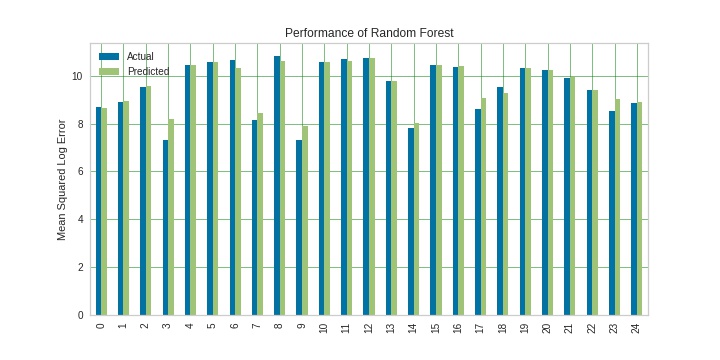 Performance of Random Forest
Actual
Predicted
Mean Squared Log Error
10
8
6
4
2
0
0 1 2 3 4 5 6 7 8 9 10 11 12 13 14 15 16 17 18 19 20 21 22 23 24